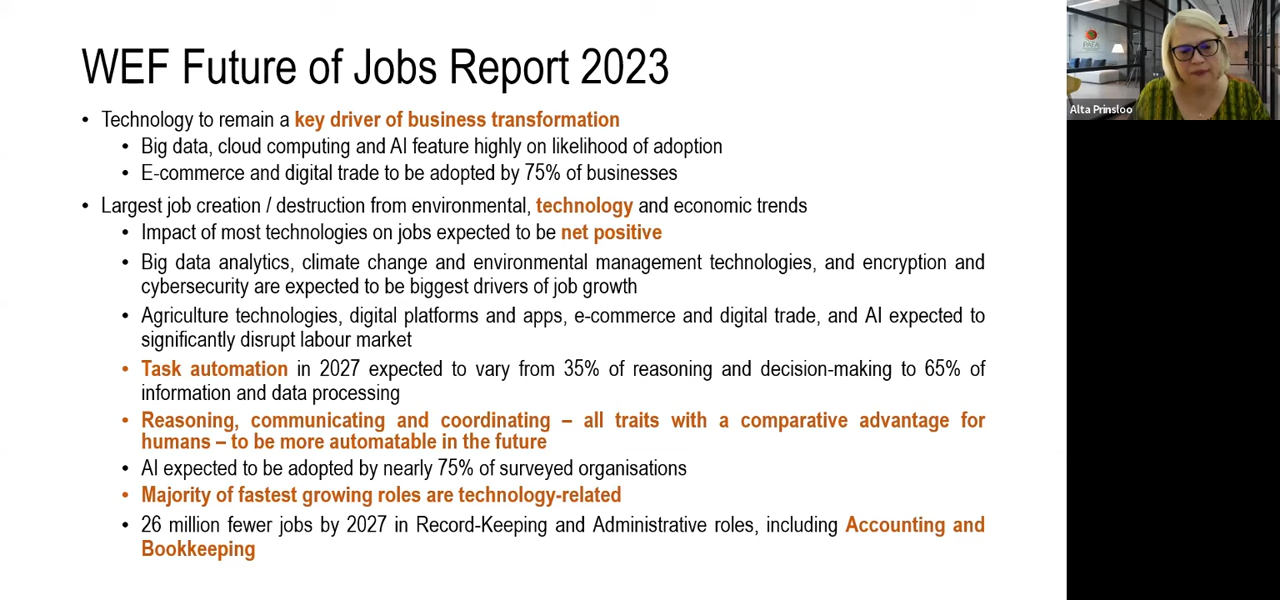 WEF Future of Jobs Report 2023
• Technology to remain a key driver of business transformation
• Big data, cloud computing and AI feature highly on likelihood of adoption
• E-commerce and digital trade to be adopted by 75% of businesses
• Largest job creation / destruction from environmental, technology and economic trends
• Impact of most technologies on jobs expected to be net positive
• Big data analytics, climate change and environmental management technologies, and encryption and
cybersecurity are expected to be biggest drivers of job growth
• Agriculture technologies, digital platforms and apps, e-commerce and digital trade, and AI expected to
significantly disrupt labour market
• Task automation in 2027 expected to vary from 35% of reasoning and decision-making to 65% of
information and data processing
• Reasoning, communicating and coordinating – all traits with a comparative advantage for
humans – to be more automatable in the future
• AI expected to be adopted by nearly 75% of surveyed organisations
• Majority of fastest growing roles are technology-related
• 26 million fewer jobs by 2027 in Record-Keeping and Administrative roles, including Accounting and
Bookkeeping
PAFA
Alta Prinsloo